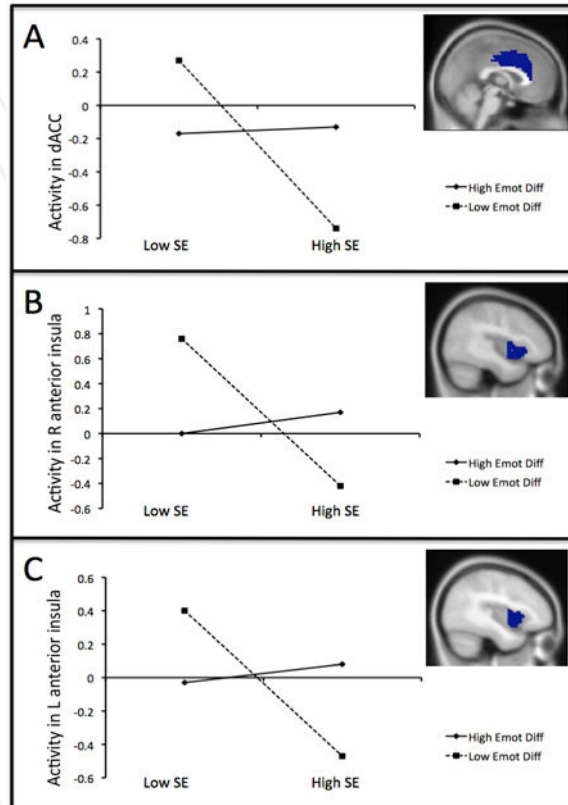 A
Activity in dACC
0.4
0.2
0
-0.2
-0.4
-0.6
-0.8
Low SE
High SE
High Emot Diff
Low Emot Diff
B
Activity in R anterior insula
1
0.8
0.6
0.4
0.2
0
-0.2
-0.4
-0.6
Low SE
High SE
High Emot Diff
Low Emot Diff
C
Activity in L anterior insula
0.6
0.4
0.2
0
-0.2
-0.4
-0.6
Low SE
High SE
High Emot Diff
Low Emot Diff